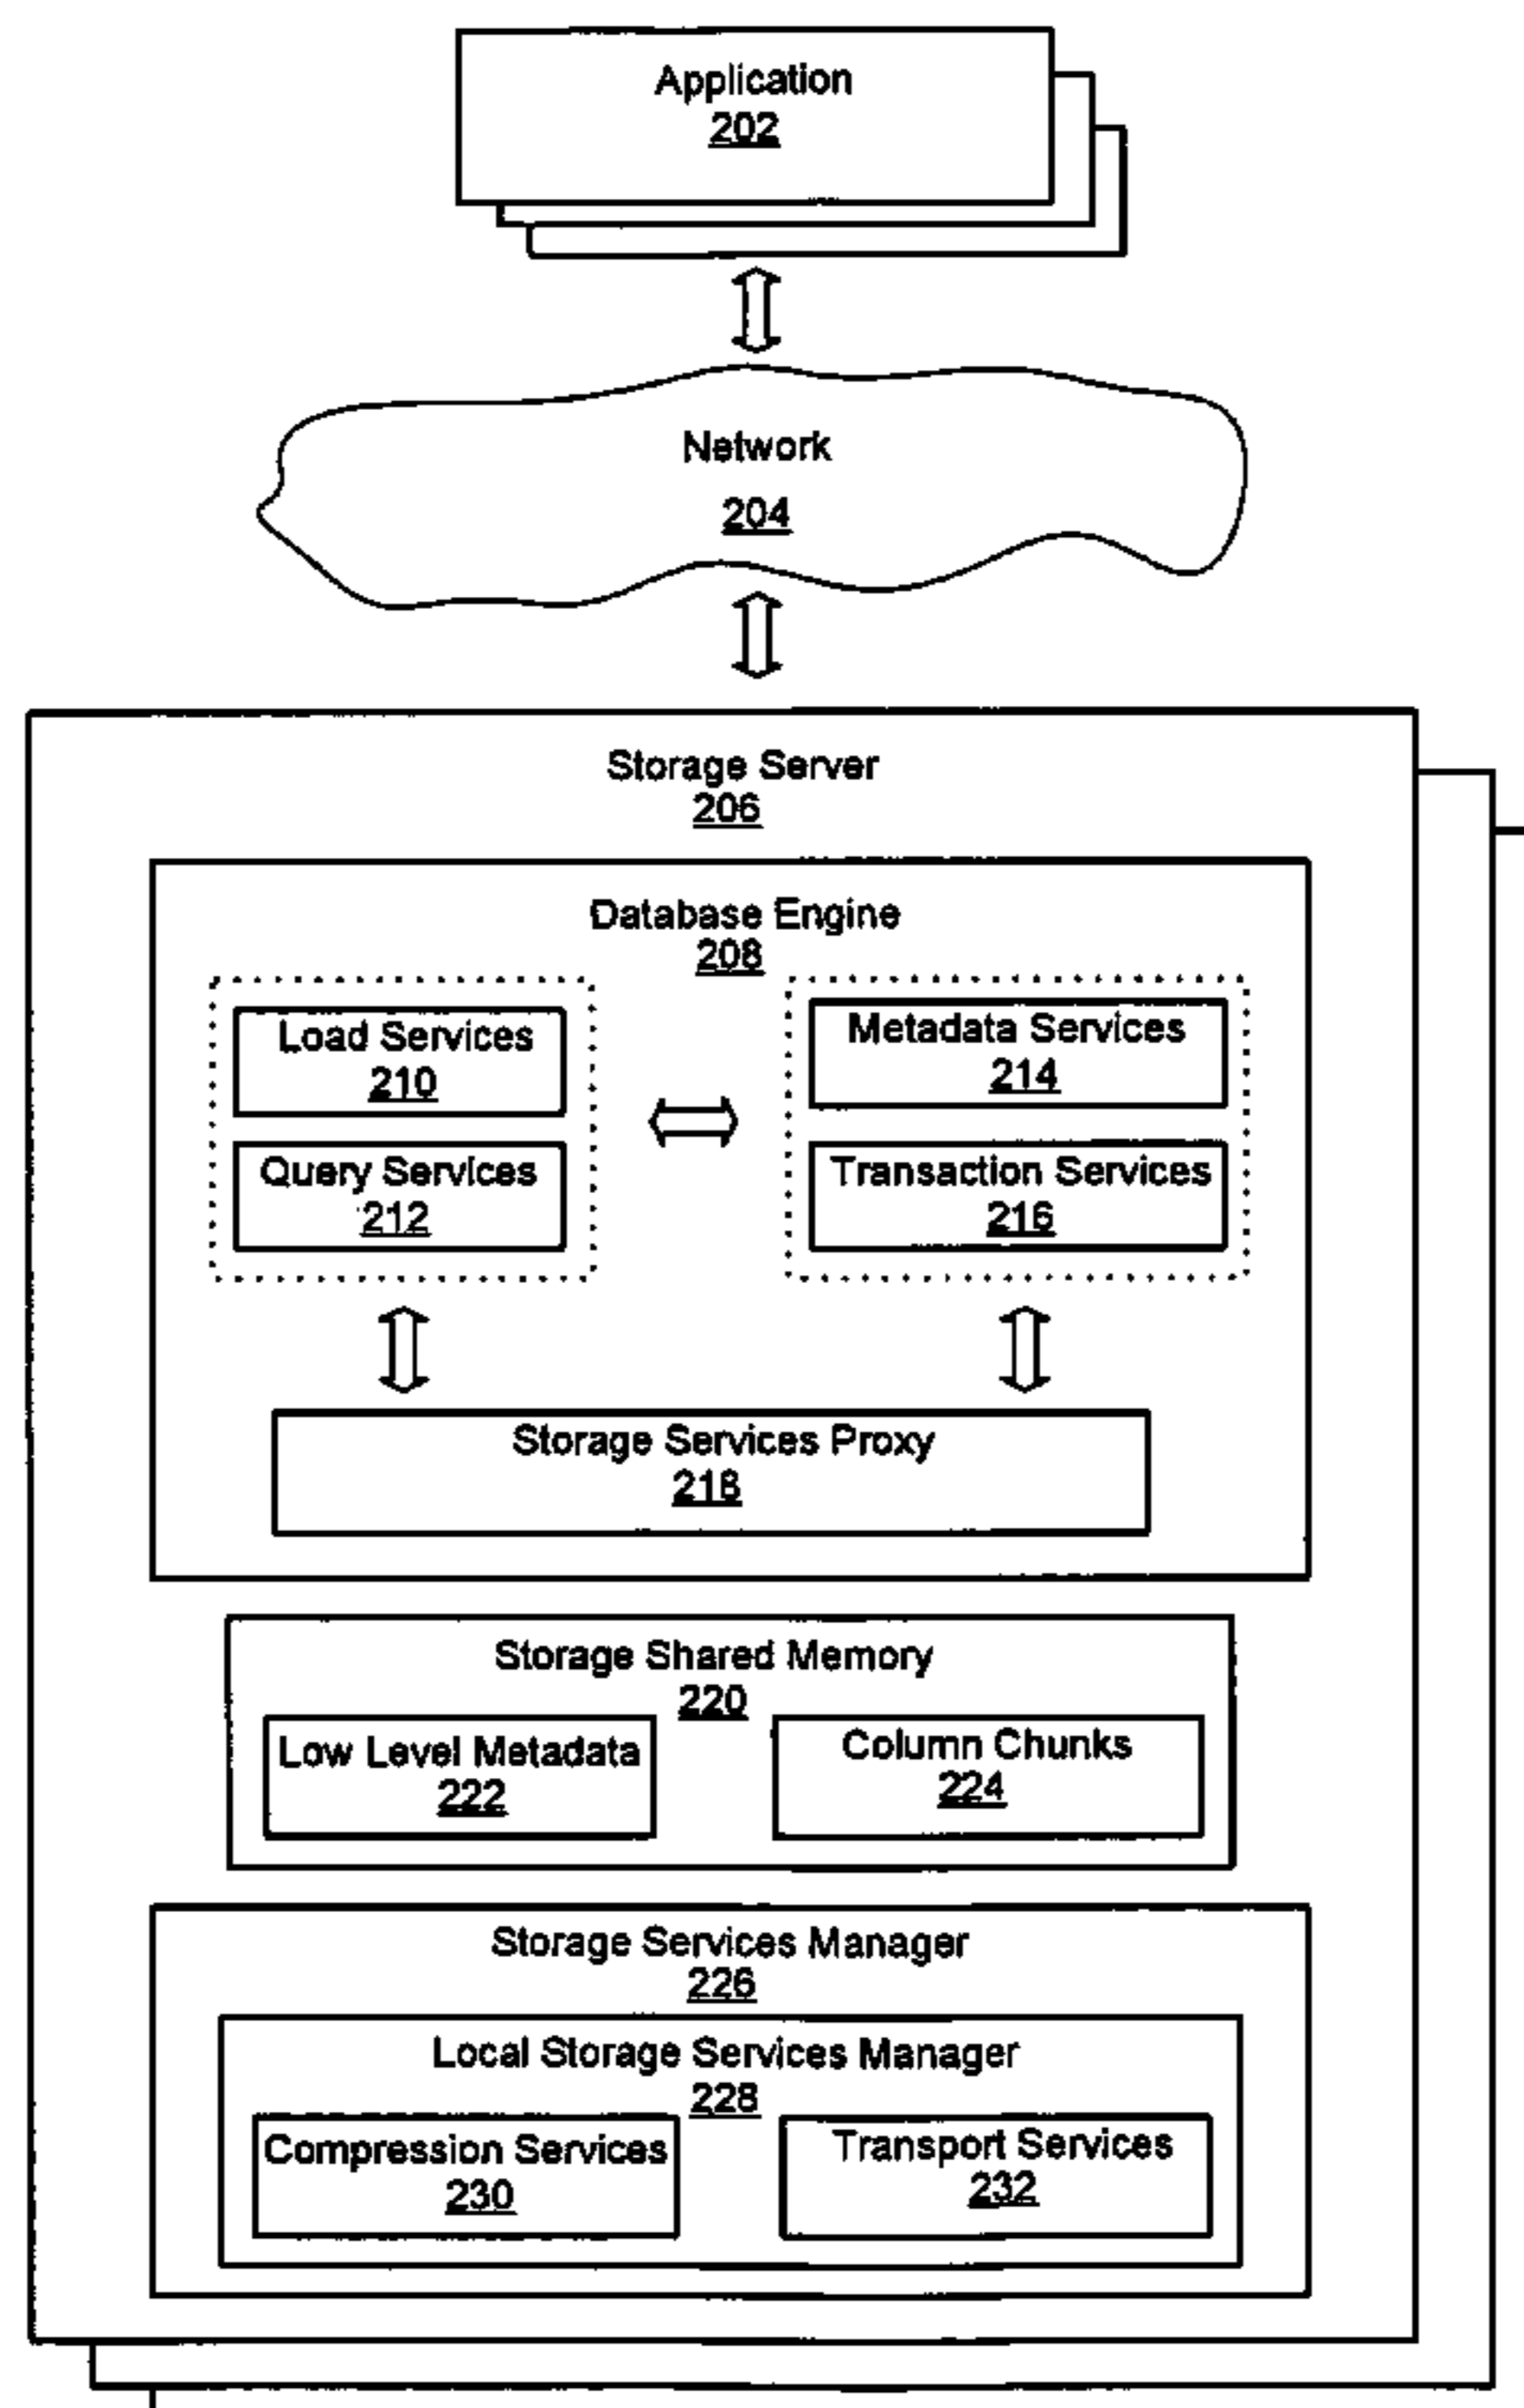 Application
202
Network
204
Storage Server
206
Database Engine
208
Load Services
210
Query Services
212
Metadata Services
214
Transaction Services
216
Storage Services Proxy
218
Storage Shared Memory
220
Low Level Metadata
222
Column Chunks
224
Storage Services Manager
226
Local Storage Services Manager
228
Compression Services
230
Transport Services
232